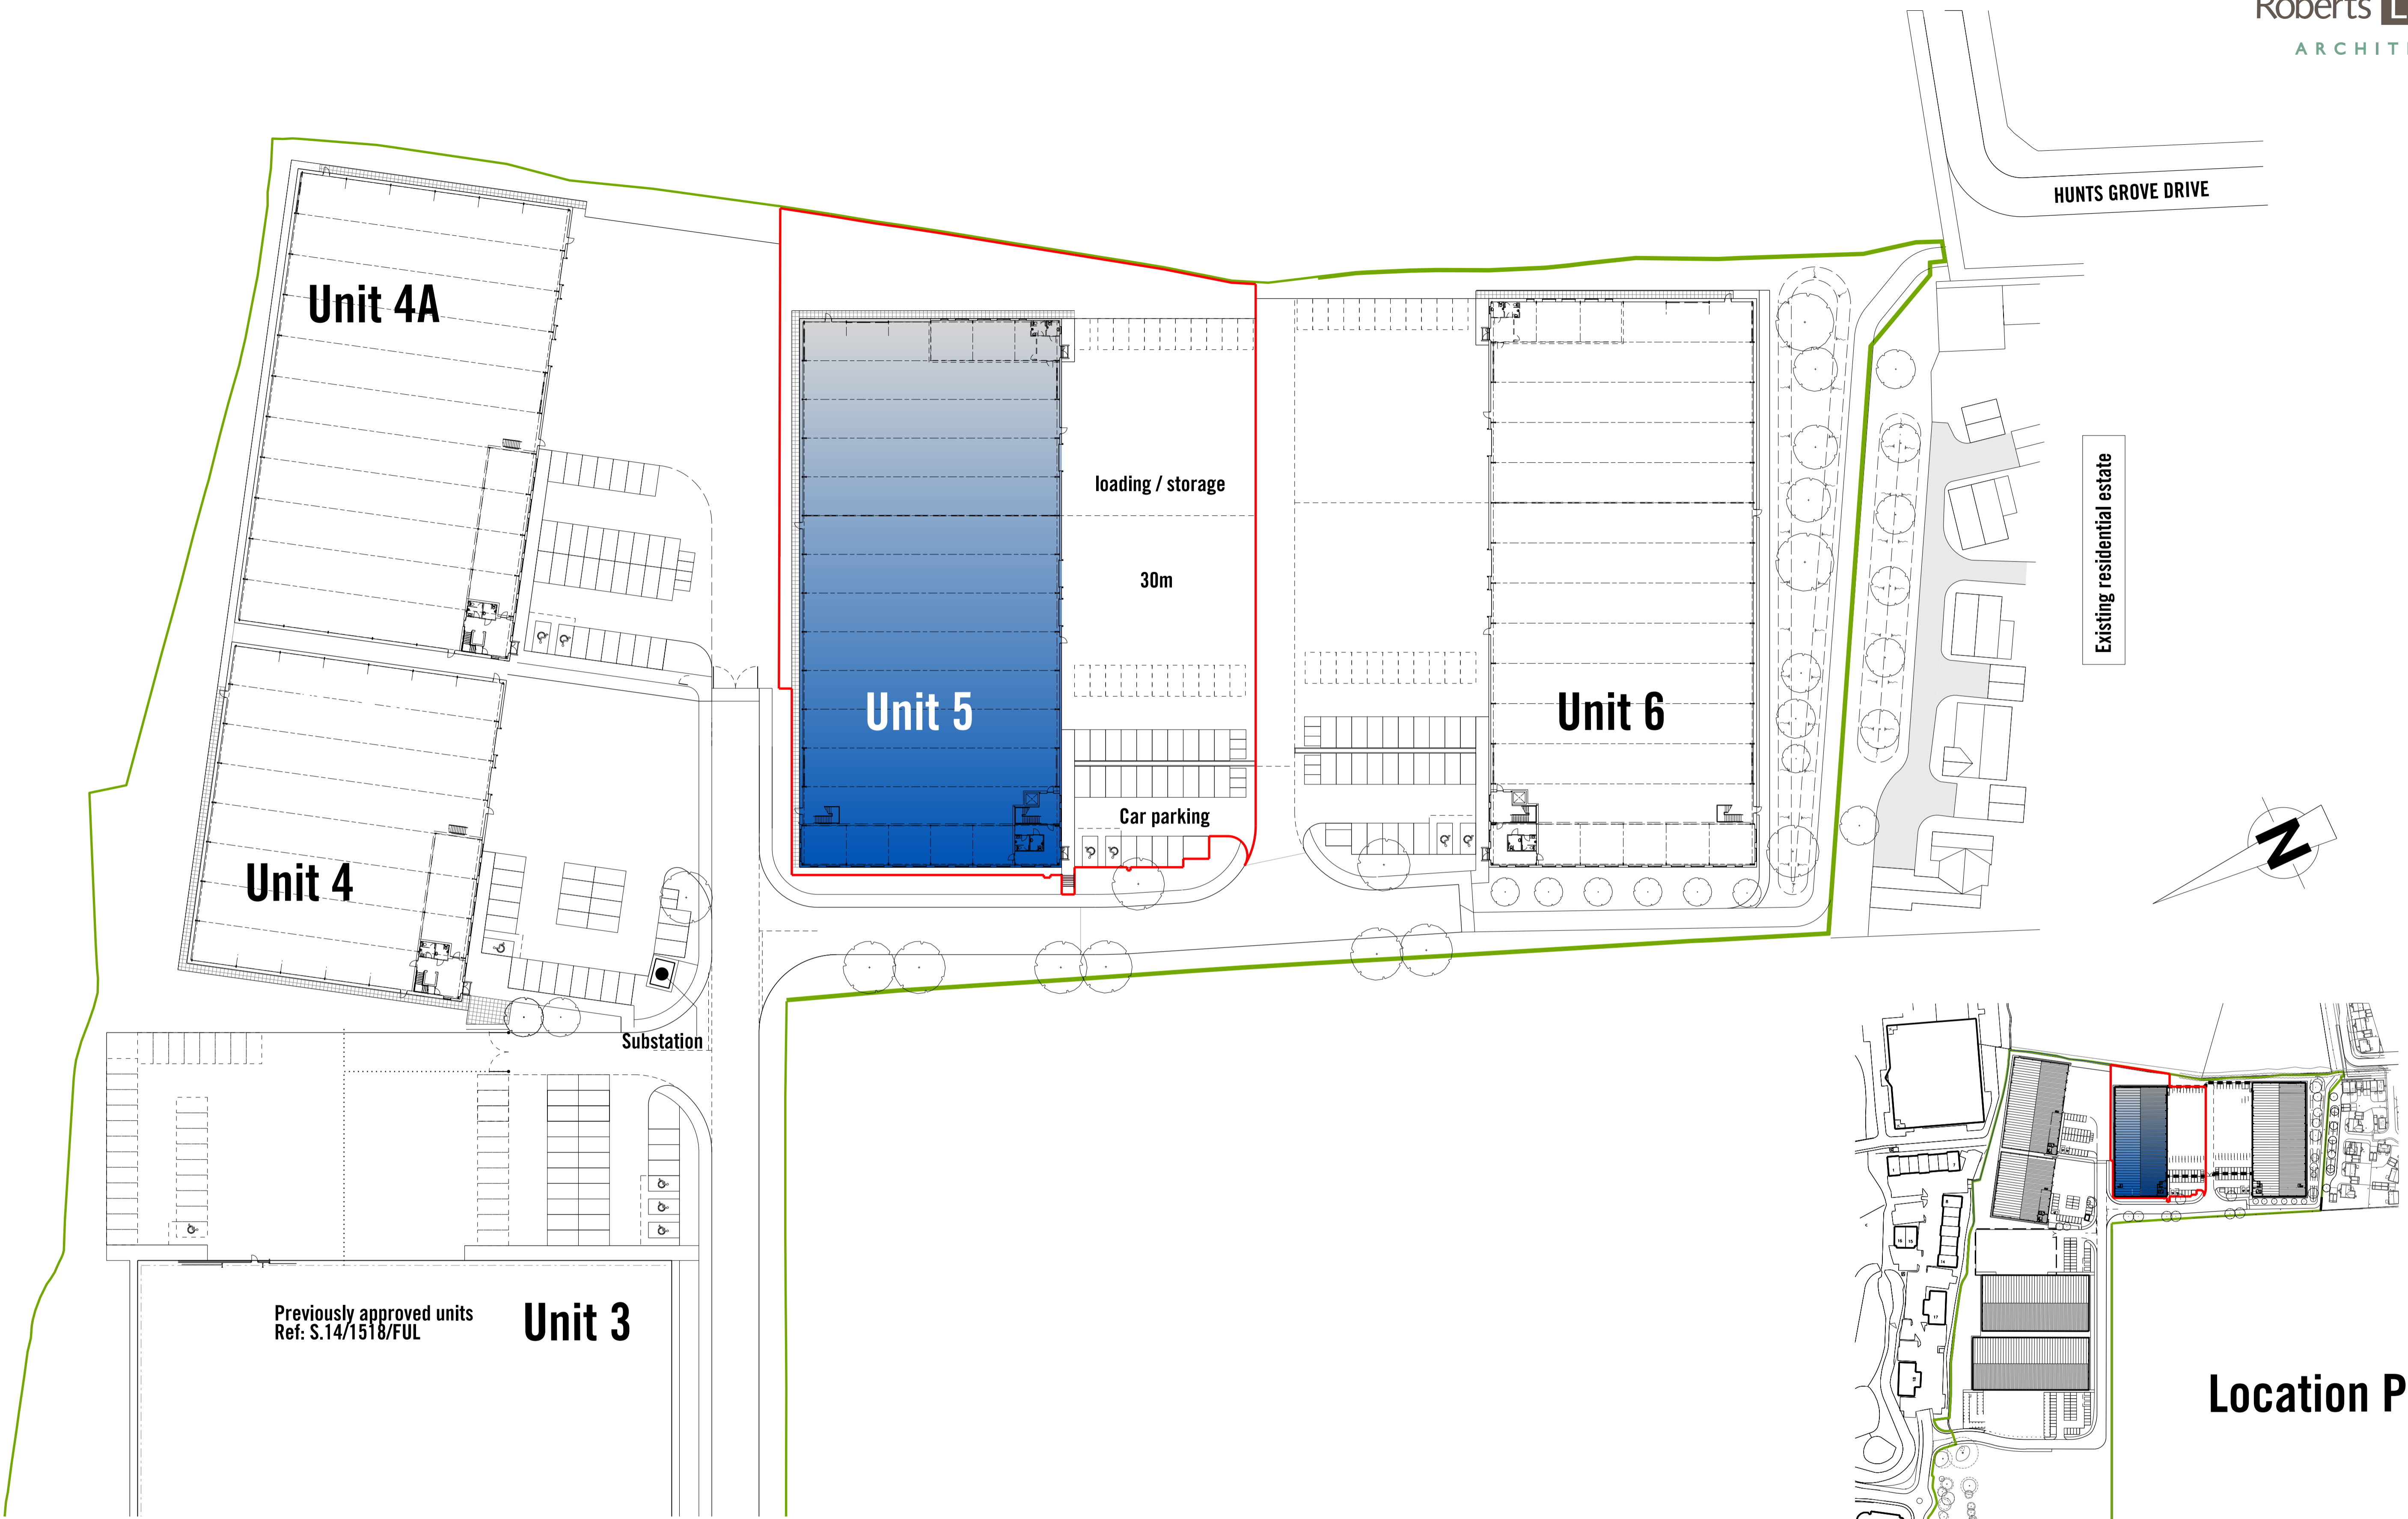 Roberts L
ARCHIT
HUNTS GROVE DRIVE
Unit 4A
loading / storage
Existing residential estate
30m
Unit 5
Unit 6
Car parking
Unit 4
N
Substation
Previously approved units
Ref: S.14/1518/FUL
Unit 3
Location P